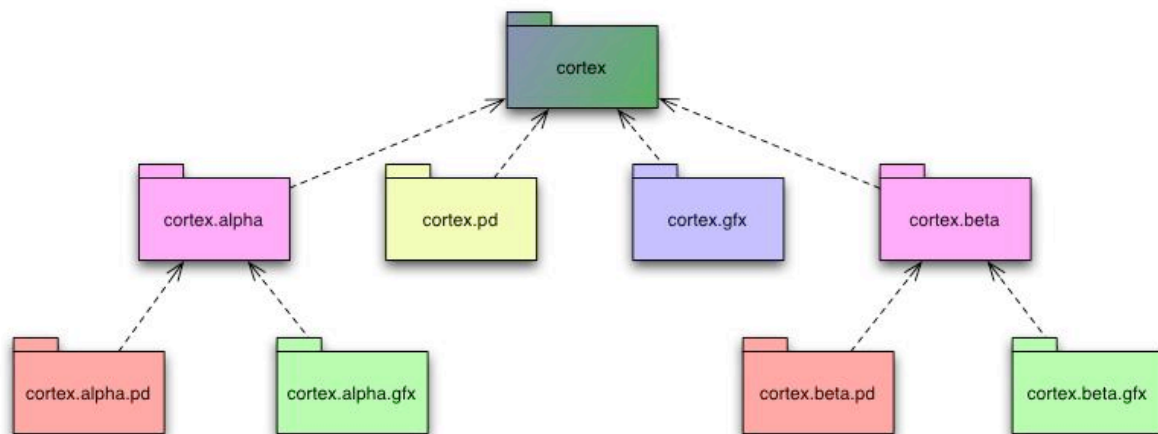 cortex
cortex.alpha
cortex.pd
cortex.gfx
cortex.beta
cortex.alpha.pd
cortex.alpha.gfx
cortex.beta.pd
cortex.beta.gfx